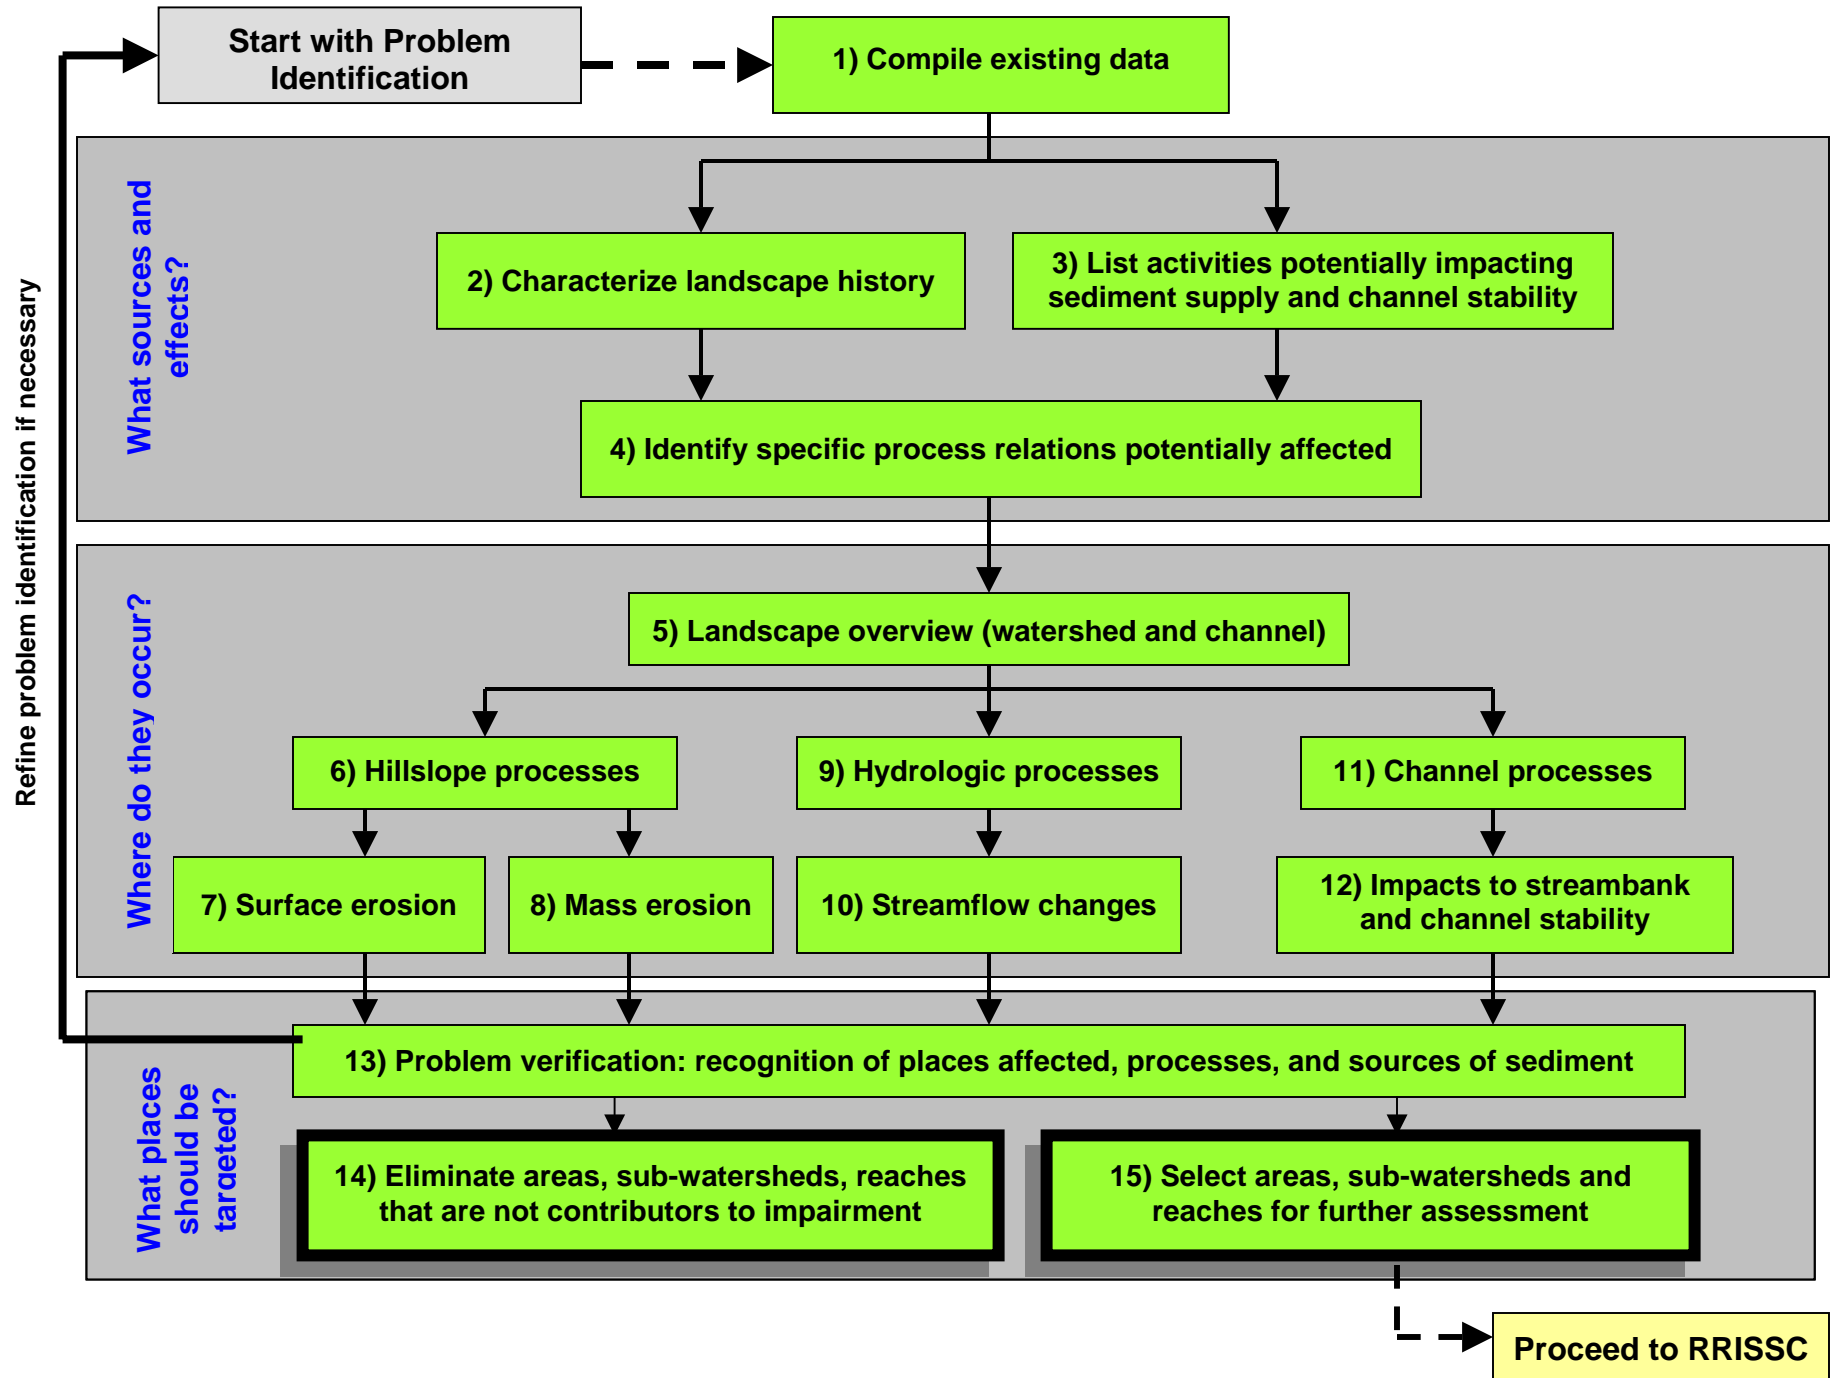 Start with Problem
Identification
1) Compile existing data
Refine problem identification if necessary
What sources and
effects?
2) Characterize landscape history
3) List activities potentially impacting
sediment supply and channel stability
4) Identify specific process relations potentially affected
Where do they occur?
5) Landscape overview (watershed and channel)
6) Hillslope processes
9) Hydrologic processes
11) Channel processes
7) Surface erosion
8) Mass erosion
10) Streamflow changes
12) Impacts to streambank
and channel stability
What places
should be
targeted?
13) Problem verification: recognition of places affected, processes, and sources of sediment
14) Eliminate areas, sub-watersheds, reaches
that are not contributors to impairment
15) Select areas, sub-watersheds and
reaches for further assessment
Proceed to RRISSC